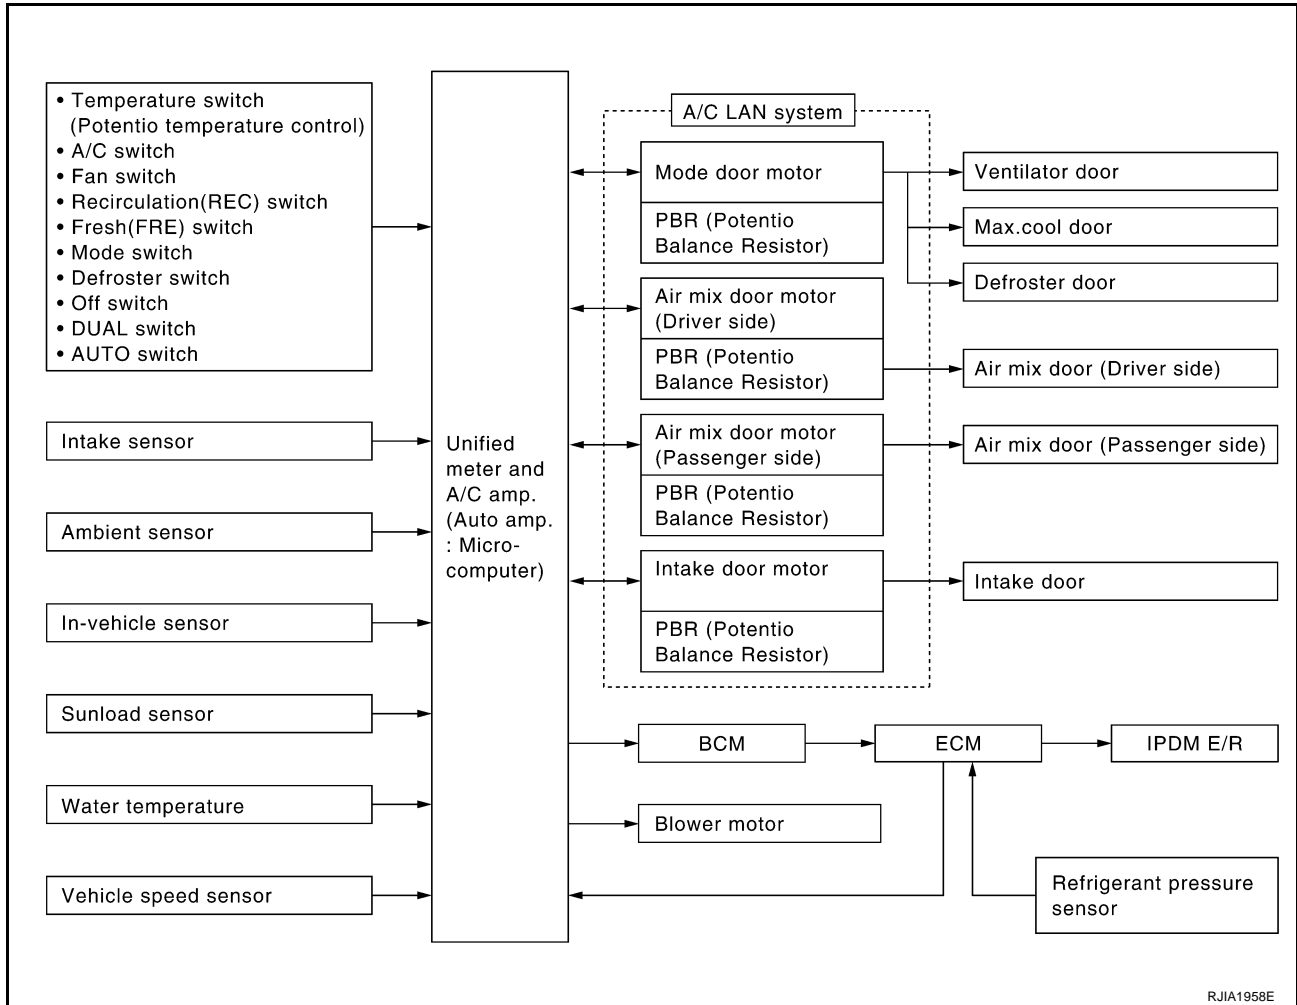 • Temperature switch
(Potentio temperature control)
• A/C switch
• Fan switch
• Recirculation(REC) switch
• Fresh(FRE) switch
• Mode switch
• Defroster switch
• Off switch
• DUAL switch
• AUTO switch
Intake sensor
Ambient sensor
In-vehicle sensor
Sunload sensor
Water temperature
Vehicle speed sensor
Unified
meter and
A/C amp.
(Auto amp.
: Micro-
computer)
A/C LAN system
Mode door motor
PBR (Potentio
Balance Resistor)
Air mix door motor
(Driver side)
PBR (Potentio
Balance Resistor)
Air mix door motor
(Passenger side)
PBR (Potentio
Balance Resistor)
Intake door motor
PBR (Potentio
Balance Resistor)
Ventilator door
Max.cool door
Defroster door
Air mix door (Driver side)
Air mix door (Passenger side)
Intake door
BCM
ECM
IPDM E/R
Blower motor
Refrigerant pressure
sensor
RJIA1958E